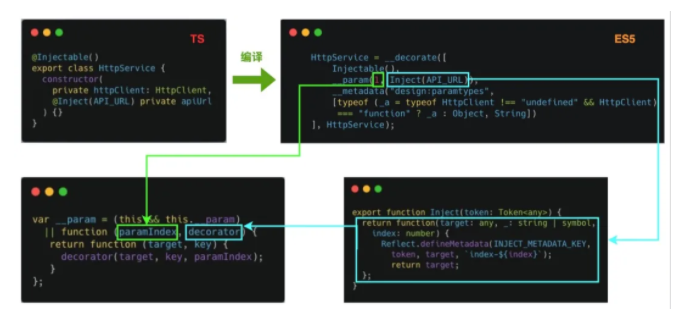 TS
@Injectable()
export class HttpService {
constructor(
private httpClient: HttpClient,
@Inject(API_URL) private apiUrl
) {}
}
编译
ES5
HttpService = __decorate([
Injectable(),
__param(1, Inject(API_URL)),
__metadata("design:paramtypes",
[typeof (_a = typeof HttpClient !== "undefined" && HttpClient)
=== "function" ? _a : Object, String])
], HttpService);
var __param = (this && this.__param)
|| function (paramIndex, decorator) {
return function (target, key) {
decorator(target, key, paramIndex);
}
};
export function Inject(token: Token<any>) {
return function(target: any, _: string | symbol,
index: number) {
Reflect.defineMetadata(INJECT_METADATA_KEY,
token, target, `index-${index}`);
return target;
};
}